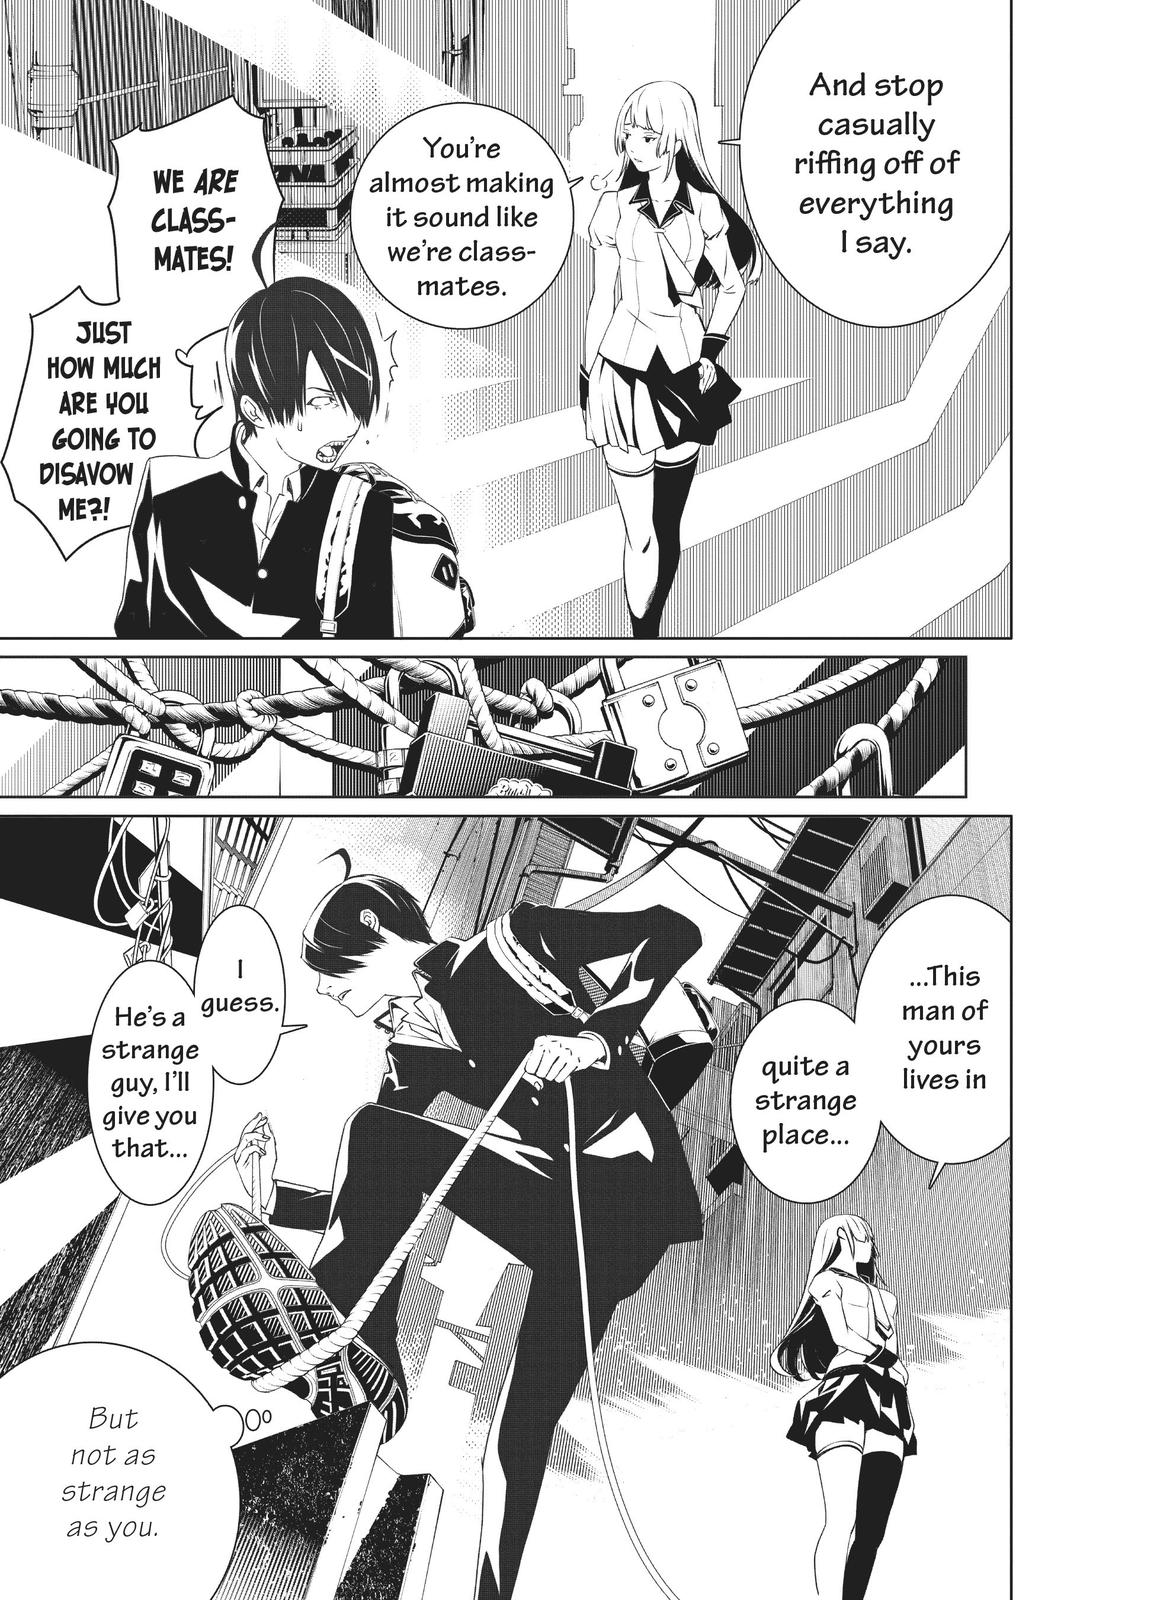 And stop
casually
riffing off of
everything
I say.
You're
almost making
it sound like
we're class-
mates.
WE ARE
CLASS-
MATES!
JUST
HOW MUCH
ARE YOU
GOING TO
DISAVOW
ME?!
...This
man of
yours
lives in
quite a
strange
place...
I
guess.
He's a
strange
guy, I'll
give you
that...
But
not as
strange
as you.